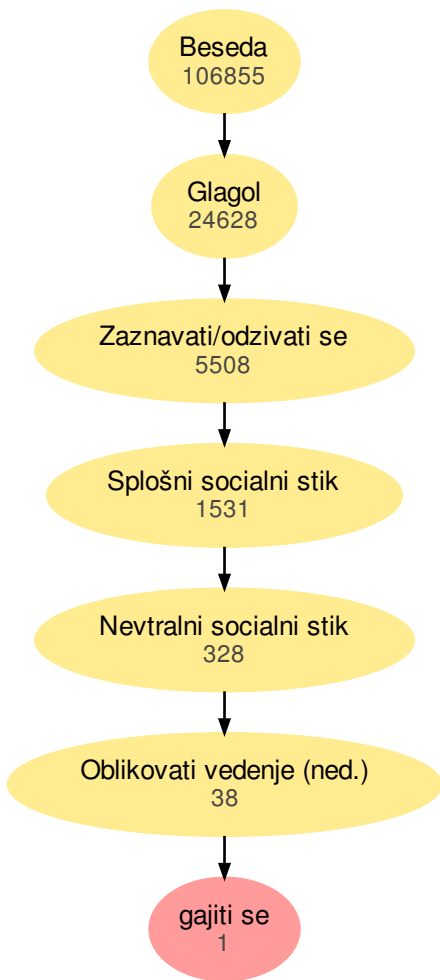 Beseda
106855
Glagol
24628
Zaznavati/odzivati se
5508
Splošni socialni stik
1531
Nevtralni socialni stik
328
Oblikovati vedenje (ned.)
38
gajiti se
1